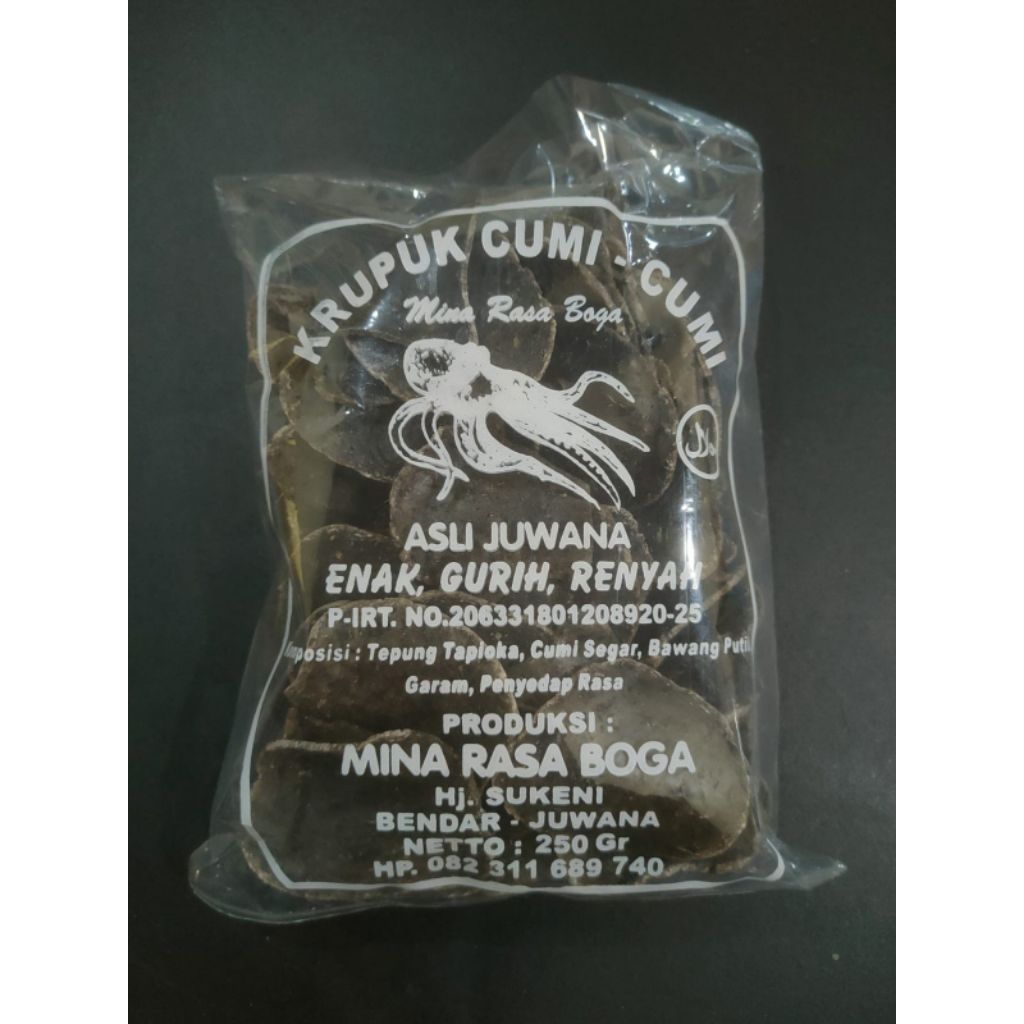 KRUPUK CUMI - CUMI
Mina Rasa Boga
ASLI JUWANA
ENAK, GURIH, RENYAH
P-IRT. NO.206331801208920-25
: Tepung Tapioka, Cumi Segar, Bawang Putih
Garam, Penyedap Rasa
PRODUKSI :
MINA RASA BOGA
Hj. SUKENI
BENDAR - JUWANA
NETTO : 250 Gr
HP. 082 311 689 740